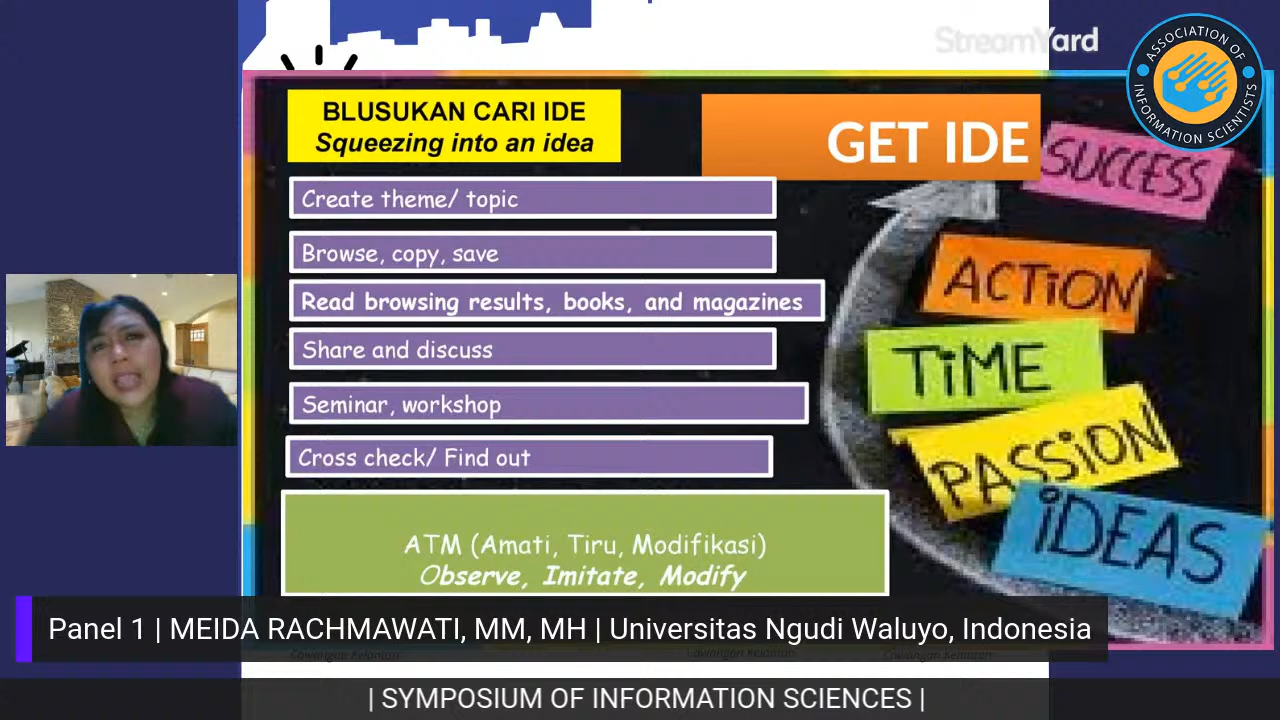 StreamYard
ASSOCIATION OF
INFORMATION SCIENTISTS
BLUSUKAN CARI IDE
Squeezing into an idea
GET IDE
SUCCESS
Create theme/ topic
Browse, copy, save
ACTiON
Read browsing results, books, and magazines
Share and discuss
TiME
Seminar, workshop
PASSiON
Cross check/ Find out
iDEAS
ATM (Amati, Tiru, Modifikasi)
Observe, Imitate, Modify
Panel 1 | MEIDA RACHMAWATI, MM, MH | Universitas Ngudi Waluyo, Indonesia
| SYMPOSIUM OF INFORMATION SCIENCES |